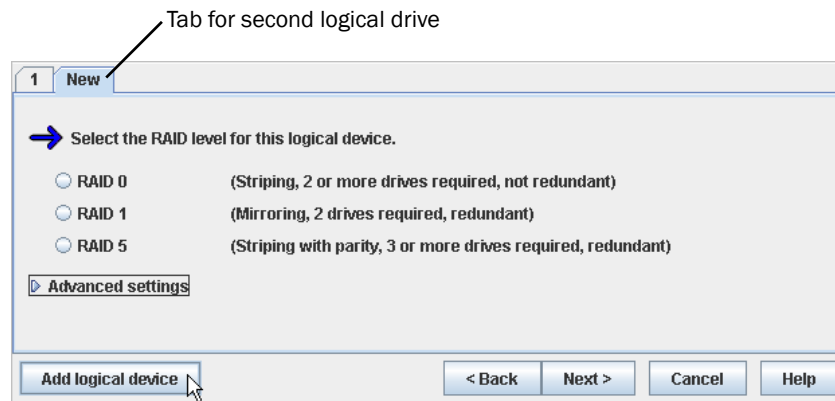 Tab for second logical drive
1 New
Select the RAID level for this logical device.
RAID 0 (Striping, 2 or more drives required, not redundant)
RAID 1 (Mirroring, 2 drives required, redundant)
RAID 5 (Striping with parity, 3 or more drives required, redundant)
Advanced settings
Add logical device < Back Next > Cancel Help